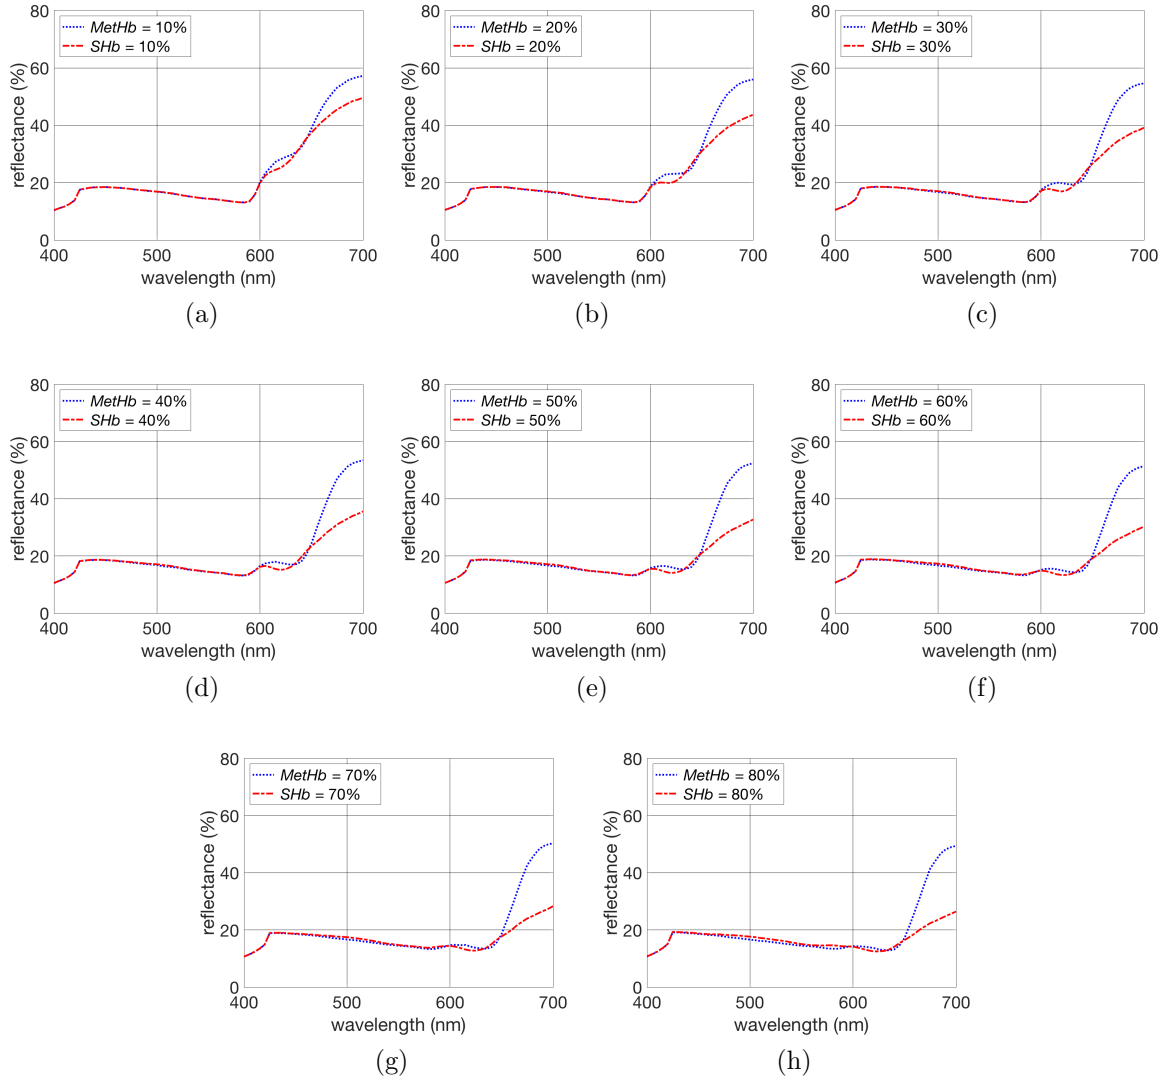 80
60
40
20
0
reflectance (%)
MetHb = 10%
SHb = 10%
400 500 600 700
wavelength (nm)
(a)
80
60
40
20
0
reflectance (%)
MetHb = 20%
SHb = 20%
400 500 600 700
wavelength (nm)
(b)
80
60
40
20
0
reflectance (%)
MetHb = 30%
SHb = 30%
400 500 600 700
wavelength (nm)
(c)
80
60
40
20
0
reflectance (%)
MetHb = 40%
SHb = 40%
400 500 600 700
wavelength (nm)
(d)
80
60
40
20
0
reflectance (%)
MetHb = 50%
SHb = 50%
400 500 600 700
wavelength (nm)
(e)
80
60
40
20
0
reflectance (%)
MetHb = 60%
SHb = 60%
400 500 600 700
wavelength (nm)
(f)
80
60
40
20
0
reflectance (%)
MetHb = 70%
SHb = 70%
400 500 600 700
wavelength (nm)
(g)
80
60
40
20
0
reflectance (%)
MetHb = 80%
SHb = 80%
400 500 600 700
wavelength (nm)
(h)